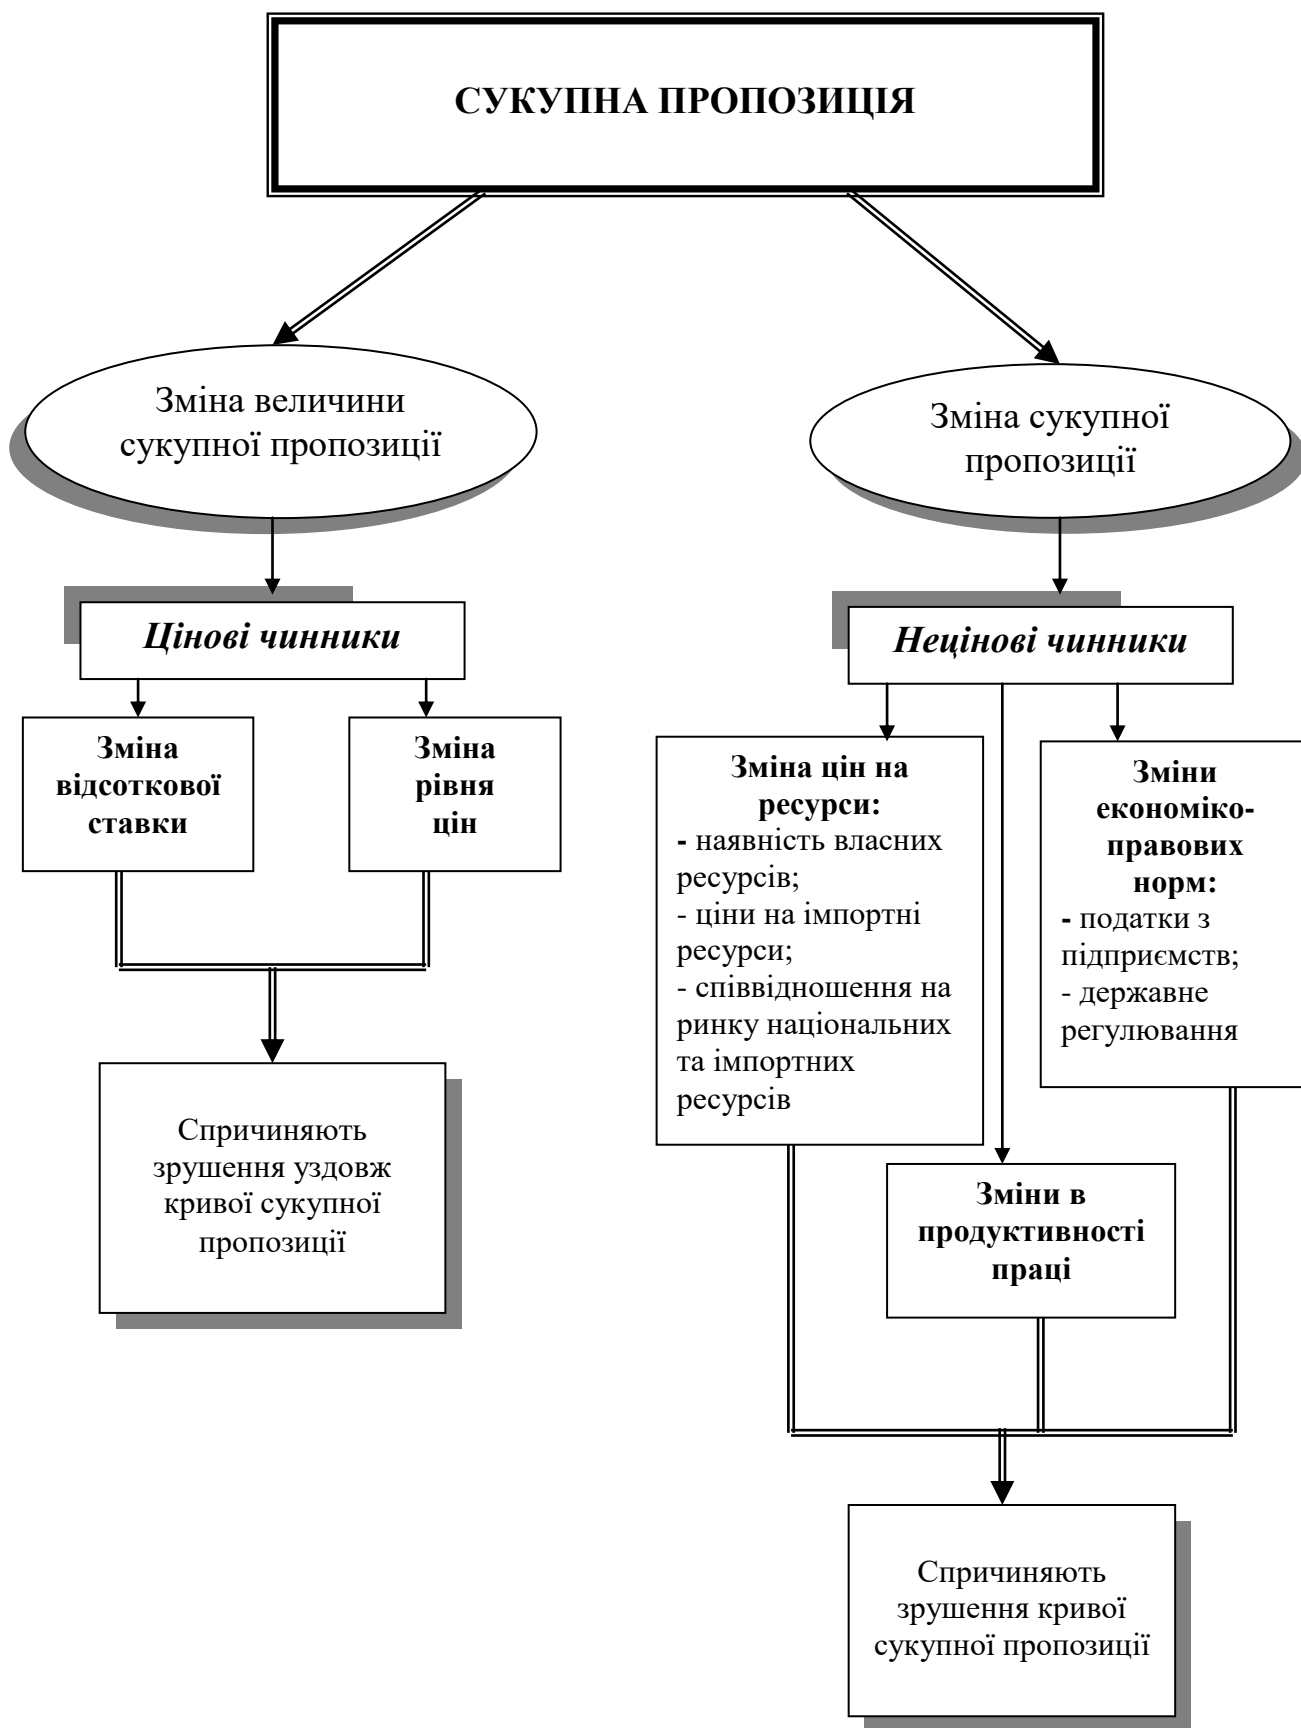 СУКУПНА ПРОПОЗИЦІЯ
Зміна величини
сукупної пропозиції
Зміна сукупної
пропозиції
Цінові чинники
Нецінові чинники
Зміна
відсоткової
ставки
Зміна
рівня
цін
Зміна цін на
ресурси:
- наявність власних
ресурсів;
- ціни на імпортні
ресурси;
- співвідношення на
ринку національних
та імпортних
ресурсів
Зміни
економіко-
правових
норм:
- податки з
підприємств;
- державне
регулювання
Спричиняють
зрушення уздовж
кривої сукупної
пропозиції
Зміни в
продуктивності
праці
Спричиняють
зрушення кривої
сукупної пропозиції